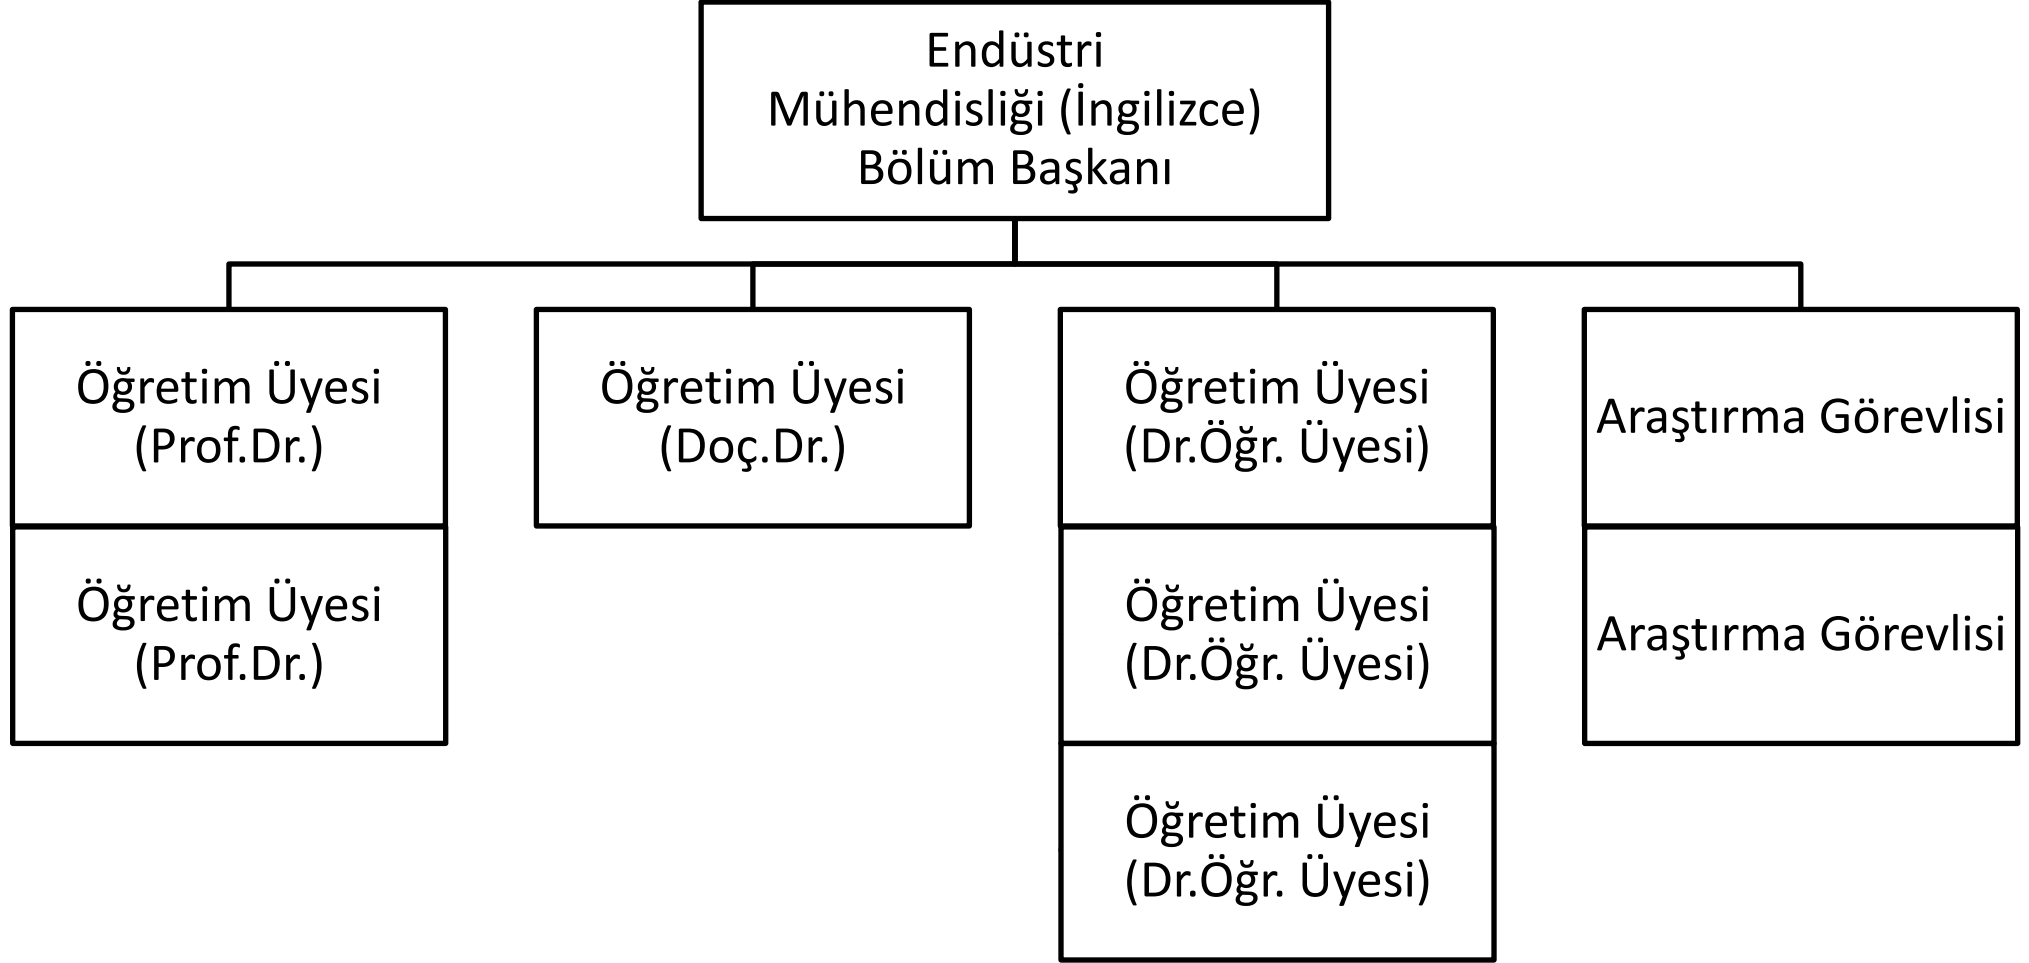 Endüstri
Mühendisliği (İngilizce)
Bölüm Başkanı
Öğretim Üyesi
(Prof.Dr.)
Öğretim Üyesi
(Prof.Dr.)
Öğretim Üyesi
(Doç.Dr.)
Öğretim Üyesi
(Dr.Öğr. Üyesi)
Öğretim Üyesi
(Dr.Öğr. Üyesi)
Öğretim Üyesi
(Dr.Öğr. Üyesi)
Araştırma Görevlisi
Araştırma Görevlisi